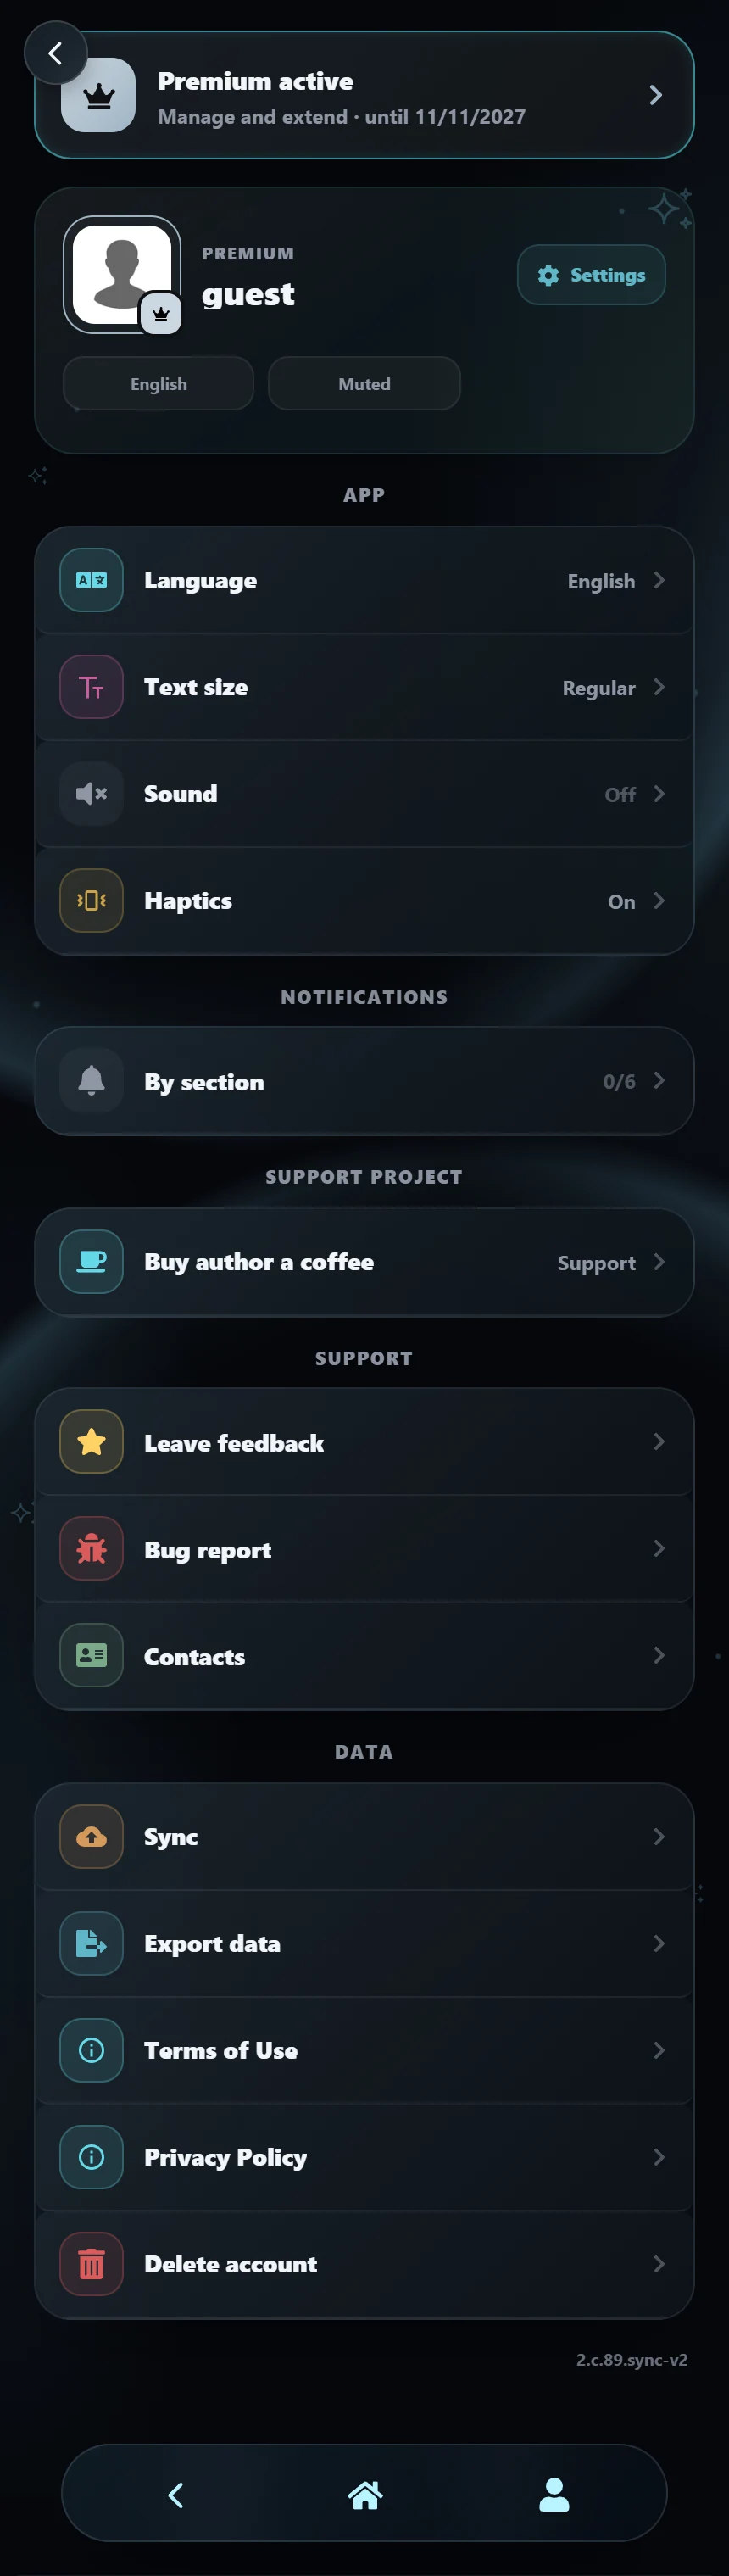 Premium active
Manage and extend · until 11/11/2027
PREMIUM
guest
Settings
English
Muted
APP
Language English
Text size Regular
Sound Off
Haptics On
NOTIFICATIONS
By section 0/6
SUPPORT PROJECT
Buy author a coffee Support
SUPPORT
Leave feedback
Bug report
Contacts
DATA
Sync
Export data
Terms of Use
Privacy Policy
Delete account
2.c.89.sync-v2